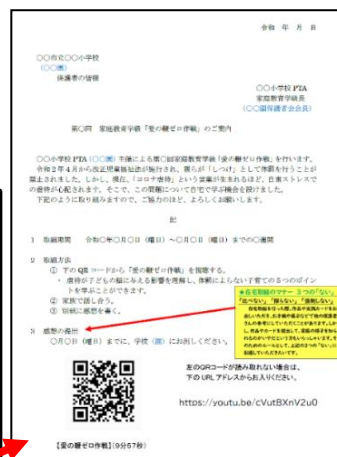 令和 年 月 日
○○市立○○小学校
(○○園)
保護者の皆様
○○小学校 PTA
家庭教育学級長
(○○園保護者会会長)
第○回 家庭教育学級「愛の鞭ゼロ作戦」のご案内
○○小学校 PTA(○○園)主催による第○回家庭教育学級「愛の鞭ゼロ作戦」を行います。
令和2年4月から改正児童福祉法が施行され、親らが「しつけ」として体罰を行うことが
禁止されました。しかし、現在、「コロナ虐待」という言葉が生まれるほど、自粛ストレスで
の虐待が心配されます。そこで、この問題について在宅で学ぶ機会を設けました。
下記のように取り組みますので、ご協力のほど、よろしくお願いします。
記
1 取組期間 令和○年○月○日(曜日)～○月○日(曜日)までの○週間
2 取組方法
① 下の QR コードから「愛の鞭ゼロ作戦」を視聴する。
・ 虐待が子どもの脳に与える影響を理解し、体罰によらない子育ての5つのポイン
トを学ぶことができます。
② 家族で話し合う。
③ 短冊に感想を書く。
★在宅取組のマナー 3つの「ない」
「比べない」「探らない」「強制しない」
3 感想の提出
○月○日(曜日)までに、学校(園)にお出しください。
左のQRコードが読み取れない場合は、
下の URL アドレスからお入りください。
https://youtu.be/cVutBXnV2u0
【愛の鞭ゼロ作戦】(9分57秒)